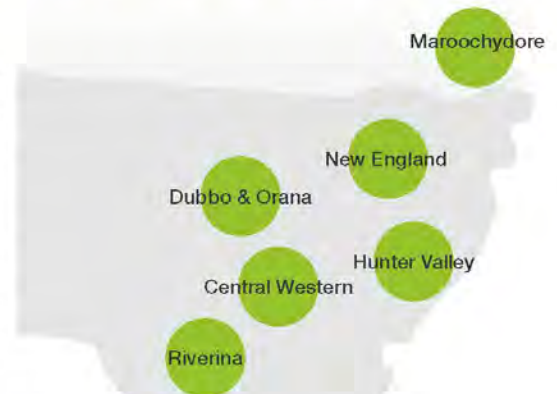 Maroochydore
New England
Dubbo & Orana
Hunter Valley
Central Western
Riverina